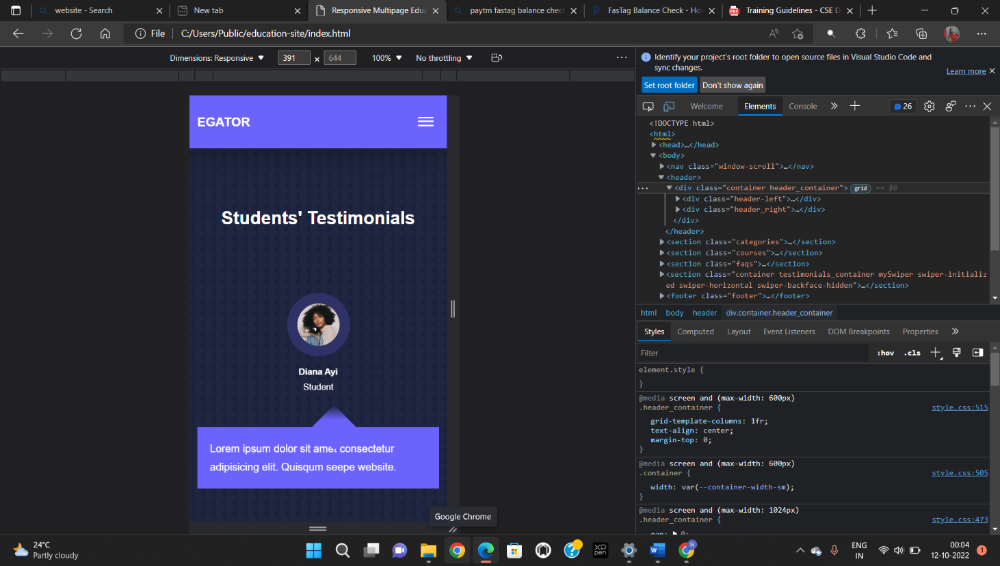 website - Search
New tab
Responsive Multipage Edu
paytm fastag balance chec
FasTag Balance Check - Ho
Training Guidelines - CSE D
File
C:/Users/Public/education-site/index.html
Dimensions: Responsive
391 x 644
100%
No throttling
Identify your project's root folder to open source files in Visual Studio Code and
sync changes.
Learn more
Set root folder
Don't show again
Welcome
Elements
Console
26
<!DOCTYPE html>
<html>
<head>…</head>
<body>
<nav class="window-scroll">…</nav>
<header>
<div class="container header_container"> grid == $0
<div class="header-left">…</div>
<div class="header_right">…</div>
</div>
</header>
<section class="categories">…</section>
<section class="courses">…</section>
<section class="faqs">…</section>
<section class="container testimonials_container mySwiper swiper-initializ
ed swiper-horizontal swiper-backface-hidden">…</section>
<footer class="footer">…</footer>
html body header div.container.header_container
Styles
Computed
Layout
Event Listeners
DOM Breakpoints
Properties
Filter
:hov
.cls
element.style {
}
@media screen and (max-width: 600px)
.header_container {
style.css:515
grid-template-columns: 1fr;
text-align: center;
margin-top: 0;
}
@media screen and (max-width: 600px)
.container {
style.css:505
width: var(--container-width-sm);
}
@media screen and (max-width: 1024px)
.header_container {
style.css:473
gap: 0;
EGATOR
Students' Testimonials
Diana Ayi
Student
Lorem ipsum dolor sit amet consectetur
adipisicing elit. Quisqum seepe website.
Google Chrome
24°C
Partly cloudy
XD
pen
N
ENG
IN
00:04
12-10-2022
1